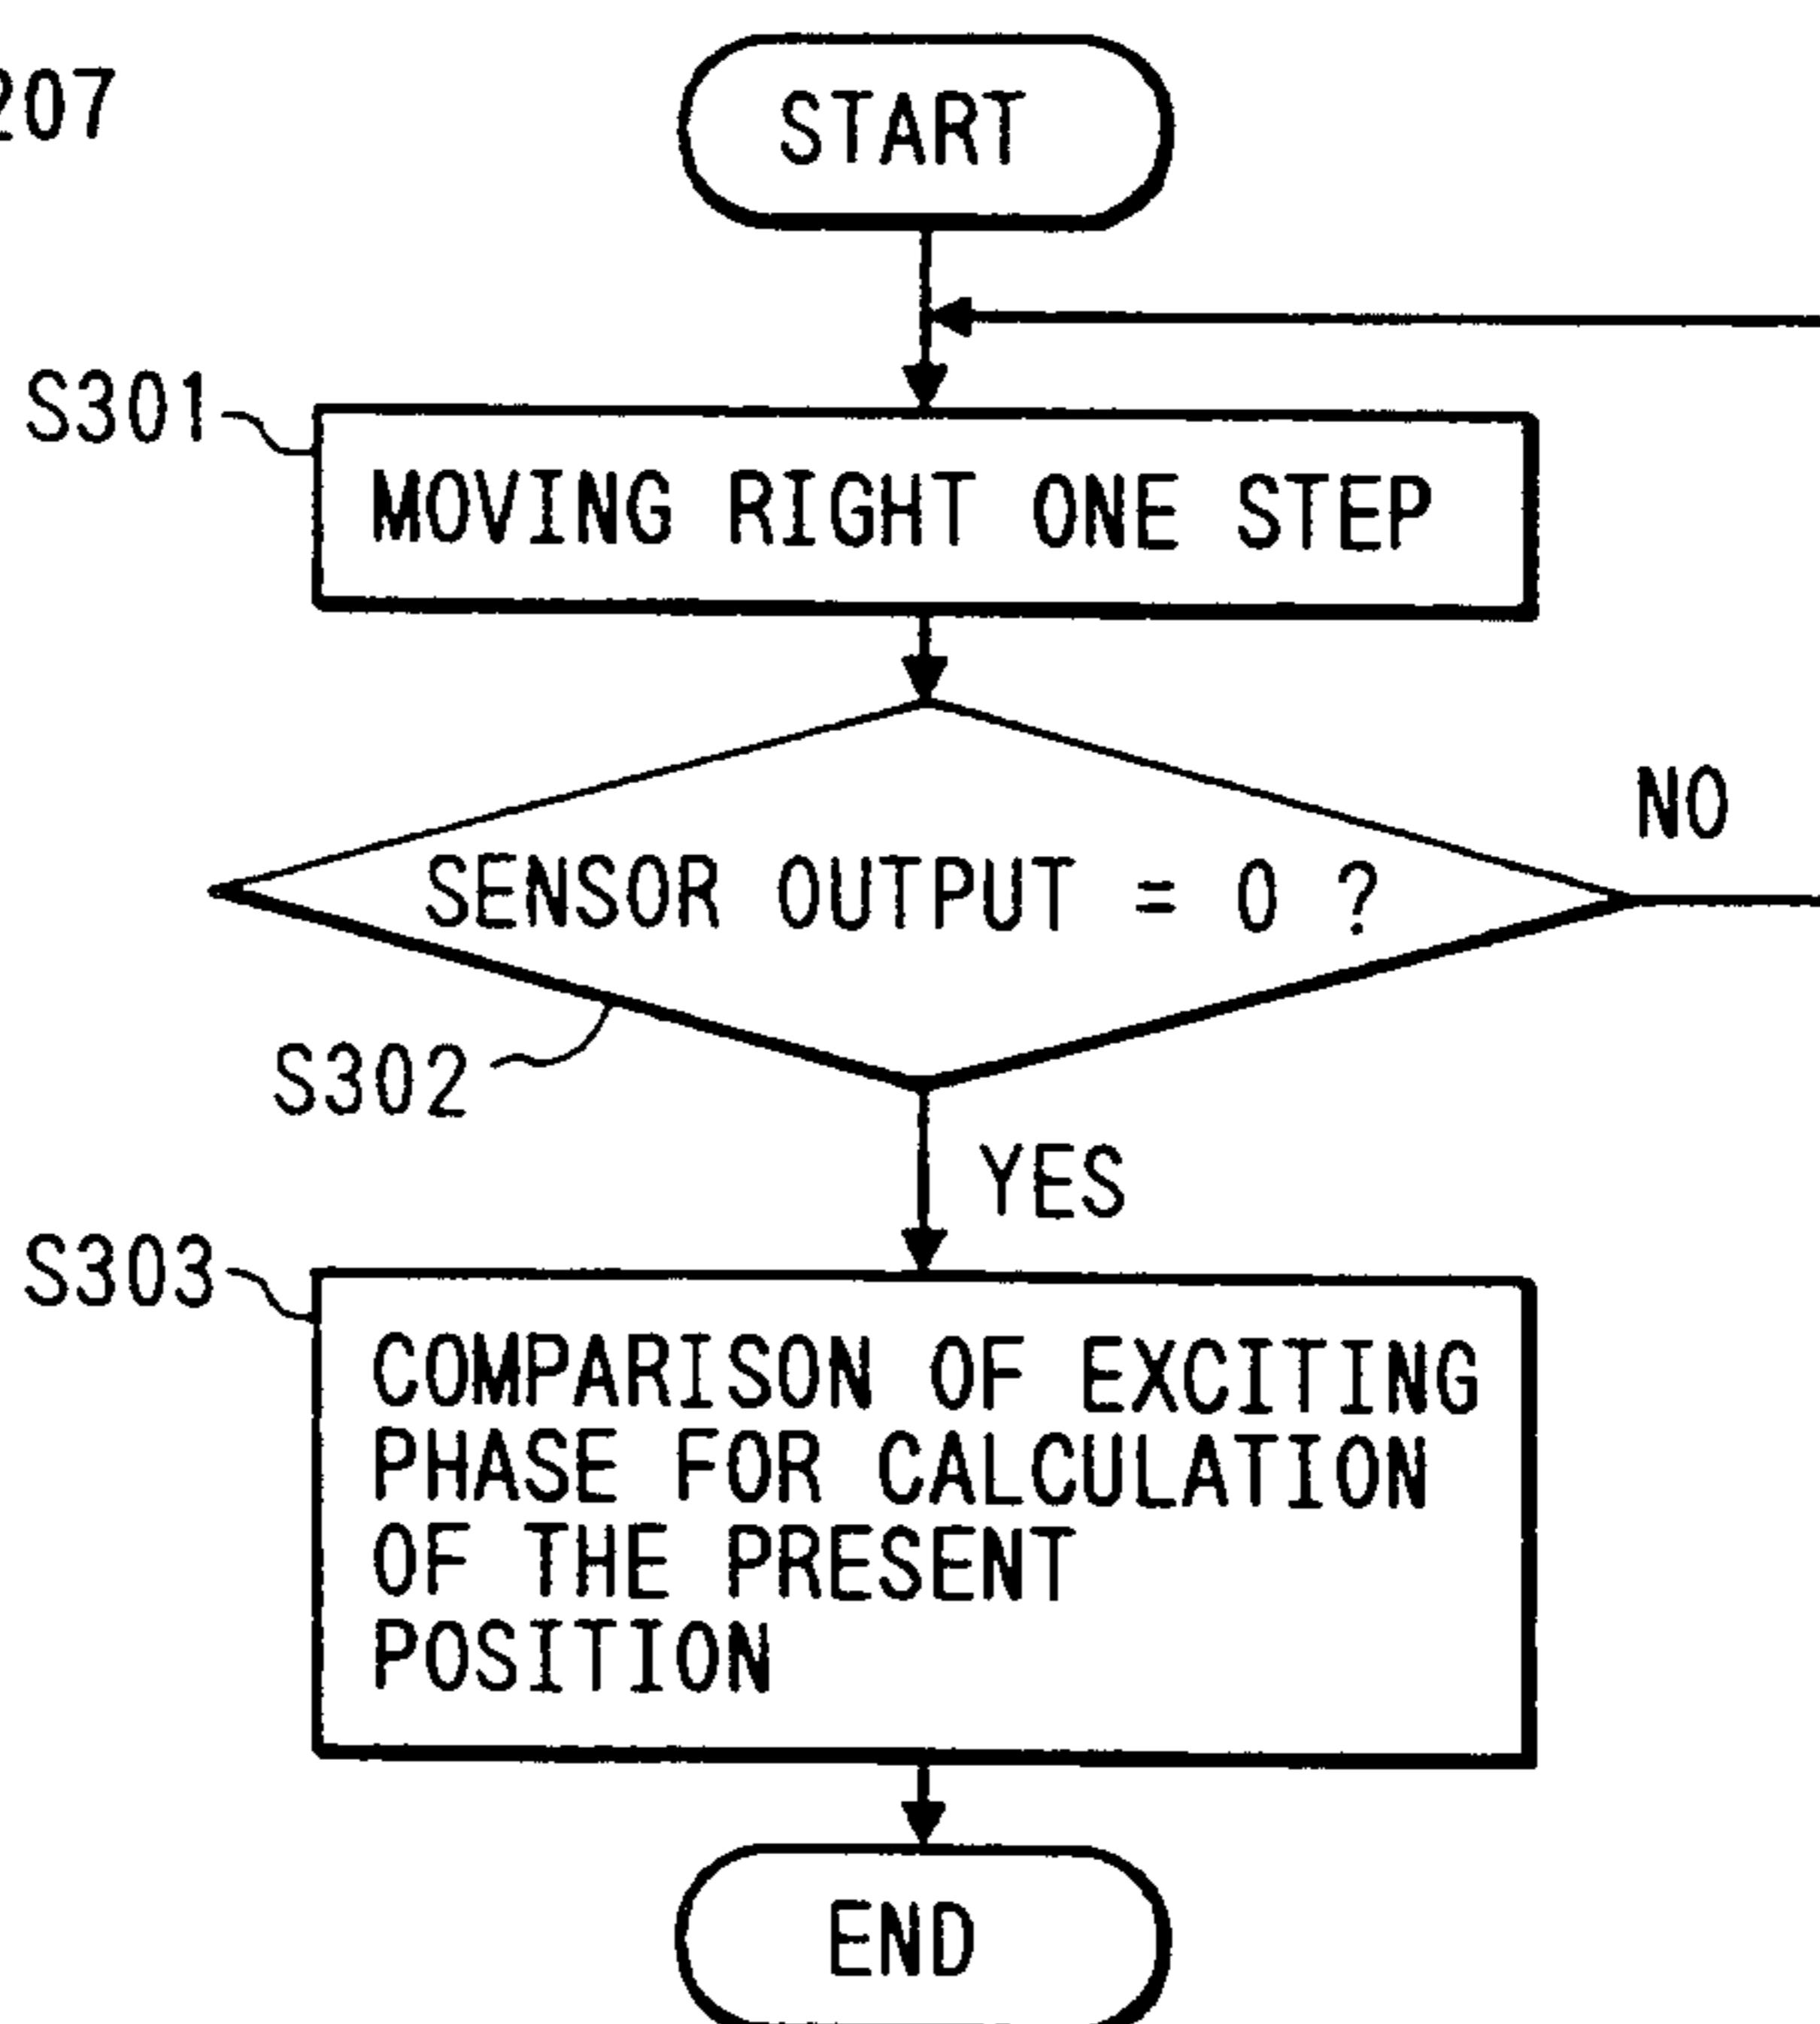 207
START
S301
MOVING RIGHT ONE STEP
NO
SENSOR OUTPUT = 0 ?
S302
YES
S303
COMPARISON OF EXCITING
PHASE FOR CALCULATION
OF THE PRESENT
POSITION
END